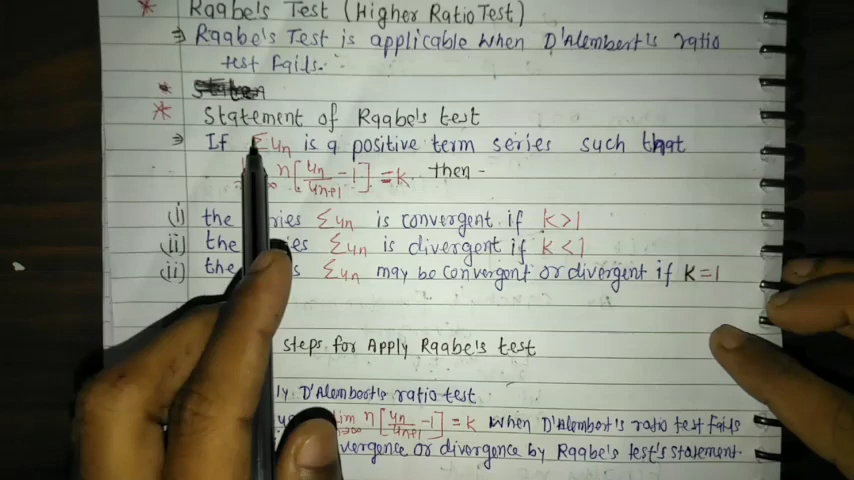 * Raabe's Test (Higher Ratio Test)
⇒ Raabe's Test is applicable when D'Alembert's ratio
test fails.
*
* Statement of Raabe's test
⇒ If Σun is a positive term series such that
n[un/un+1 - 1] = k then -
(i) the Σun is convergent if k>1
(ii) the Σun is divergent if k<1
(ii) the Σun may be convergent or divergent if k=1
steps for Apply Raabe's test
D'Alembert's ratio test
lim n[un/un+1 - 1] = k when D'Alembert's ratio test fails
or divergence by Raabe's test's statement.